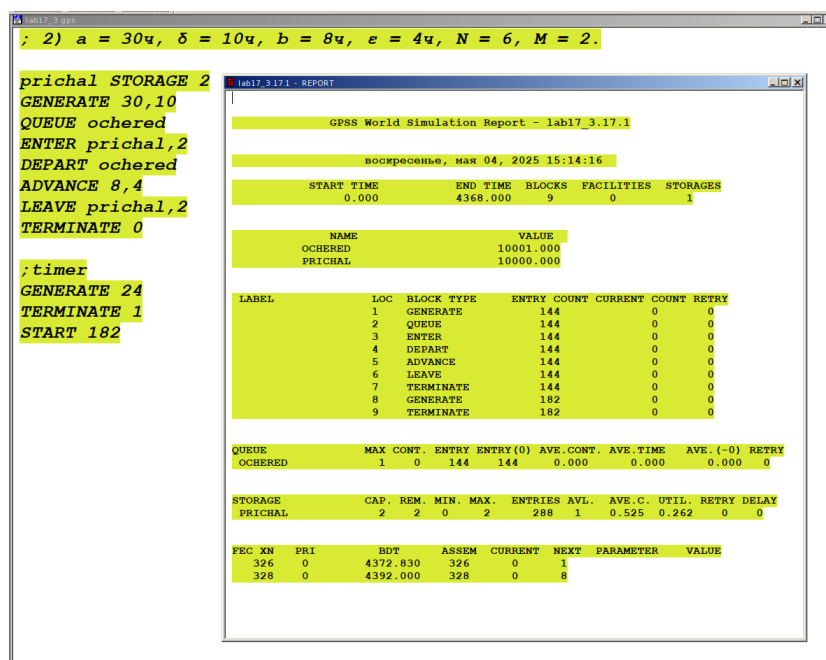 lab17_3.gps
; 2) a = 30ч, δ = 10ч, b = 8ч, ε = 4ч, N = 6, M = 2.
prichal STORAGE 2
GENERATE 30,10
QUEUE ochered
ENTER prichal,2
DEPART ochered
ADVANCE 8,4
LEAVE prichal,2
TERMINATE 0
;timer
GENERATE 24
TERMINATE 1
START 182
lab17_3.17.1 - REPORT
GPSS World Simulation Report - lab17_3.17.1
воскресенье, мая 04, 2025 15:14:16
START TIME END TIME BLOCKS FACILITIES STORAGES
0.000 4368.000 9 0 1
NAME VALUE
OCHERED 10001.000
PRICHAL 10000.000
LABEL LOC BLOCK TYPE ENTRY COUNT CURRENT COUNT RETRY
1 GENERATE 144 0 0
2 QUEUE 144 0 0
3 ENTER 144 0 0
4 DEPART 144 0 0
5 ADVANCE 144 0 0
6 LEAVE 144 0 0
7 TERMINATE 144 0 0
8 GENERATE 182 0 0
9 TERMINATE 182 0 0
QUEUE MAX CONT. ENTRY ENTRY(0) AVE.CONT. AVE.TIME AVE.(-0) RETRY
OCHERED 1 0 144 144 0.000 0.000 0.000 0
STORAGE CAP. REM. MIN. MAX. ENTRIES AVL. AVE.C. UTIL. RETRY DELAY
PRICHAL 2 2 0 2 288 1 0.525 0.262 0 0
FEC XN PRI BDT ASSEM CURRENT NEXT PARAMETER VALUE
326 0 4372.830 326 0 1
328 0 4392.000 328 0 8